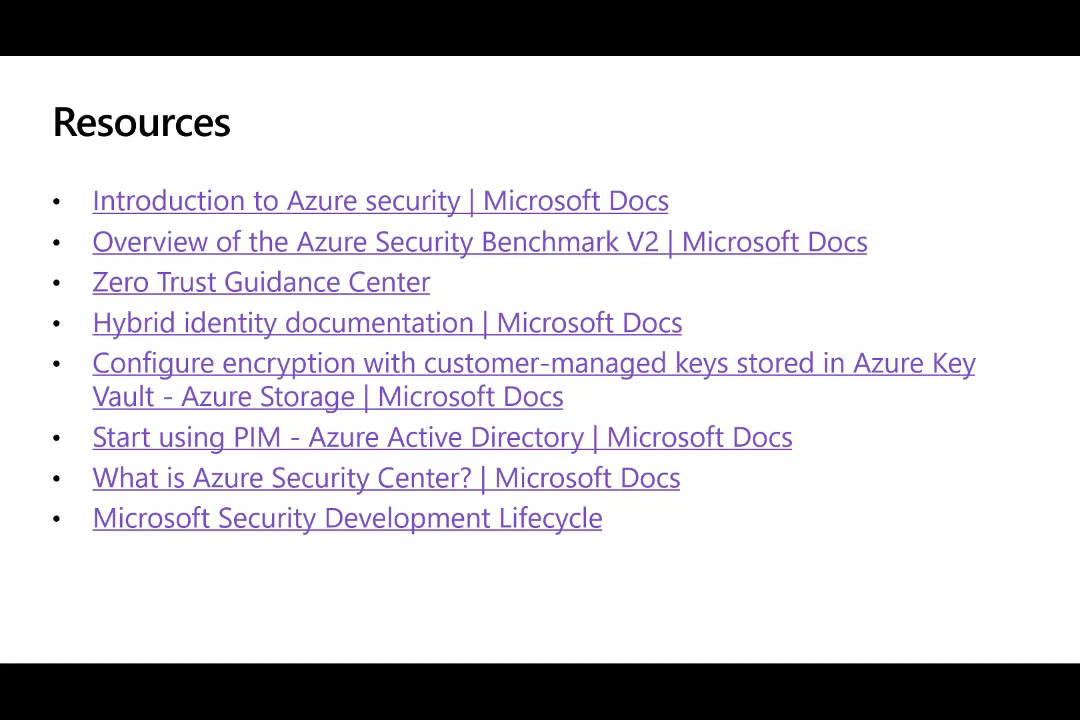 Resources
• Introduction to Azure security | Microsoft Docs
• Overview of the Azure Security Benchmark V2 | Microsoft Docs
• Zero Trust Guidance Center
• Hybrid identity documentation | Microsoft Docs
• Configure encryption with customer-managed keys stored in Azure Key
Vault - Azure Storage | Microsoft Docs
• Start using PIM - Azure Active Directory | Microsoft Docs
• What is Azure Security Center? | Microsoft Docs
• Microsoft Security Development Lifecycle